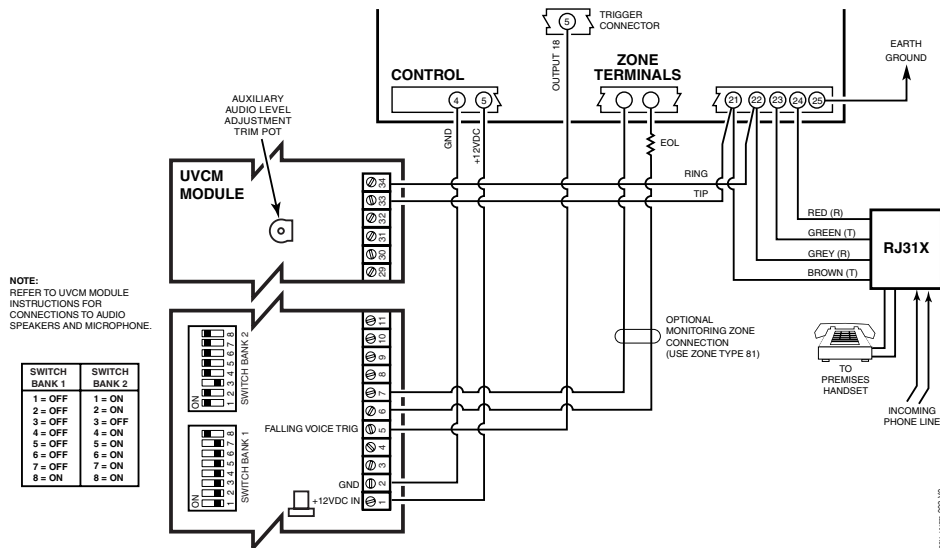 TRIGGER
CONNECTOR
5
OUTPUT 18
EARTH
GROUND
CONTROL
ZONE
TERMINALS
4
5
21
22
23
24
25
GND
+12VDC
EOL
AUXILIARY
AUDIO LEVEL
ADJUSTMENT
TRIM POT
UVCM
MODULE
34
33
32
31
30
29
RING
TIP
RED (R)
GREEN (T)
GREY (R)
BROWN (T)
RJ31X
NOTE:
REFER TO UVCM MODULE
INSTRUCTIONS FOR
CONNECTIONS TO AUDIO
SPEAKERS AND MICROPHONE.
SWITCH BANK 1 SWITCH BANK 2
1 = OFF 1 = ON
2 = OFF 2 = ON
3 = OFF 3 = OFF
4 = OFF 4 = ON
5 = OFF 5 = ON
6 = OFF 6 = ON
7 = OFF 7 = ON
8 = ON 8 = ON
ON
1 2 3 4 5 6 7 8
SWITCH BANK 2
ON
1 2 3 4 5 6 7 8
SWITCH BANK 1
11
10
9
8
7
6
5
4
3
2
1
FALLING VOICE TRIG
GND
+12VDC IN
OPTIONAL
MONITORING ZONE
CONNECTION
(USE ZONE TYPE 81)
TO
PREMISES
HANDSET
INCOMING
PHONE LINE